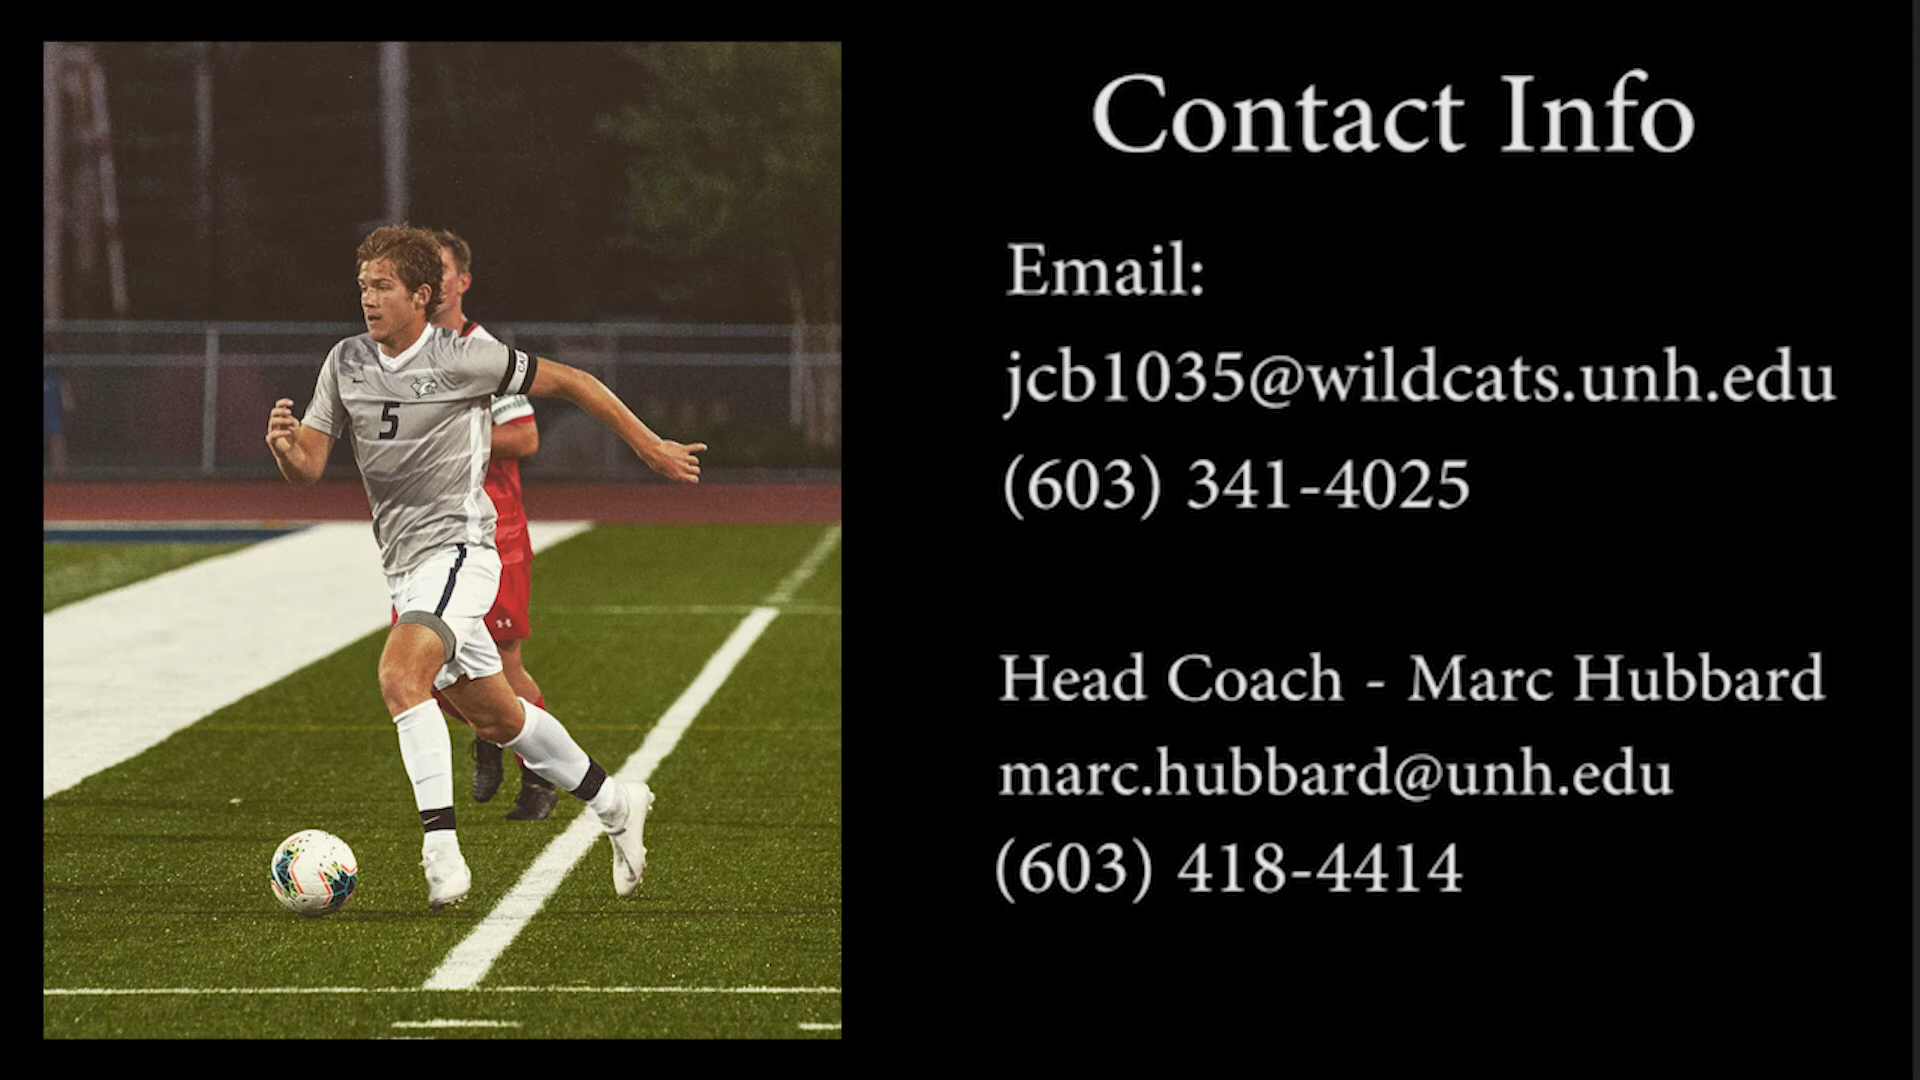 Contact Info
Email:
jcb1035@wildcats.unh.edu
(603) 341-4025
Head Coach - Marc Hubbard
marc.hubbard@unh.edu
(603) 418-4414
5